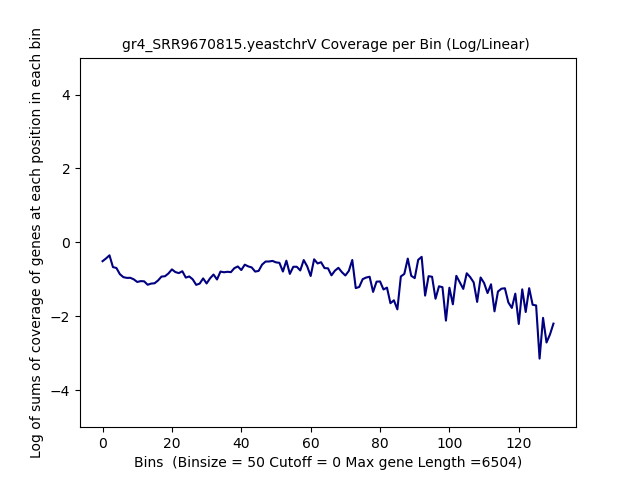 gr4_SRR9670815.yeastchrV Coverage per Bin (Log/Linear)
Log of sums of coverage of genes at each position in each bin
4
2
0
−2
−4
0 20 40 60 80 100 120
Bins  (Binsize = 50 Cutoff = 0 Max gene Length =6504)